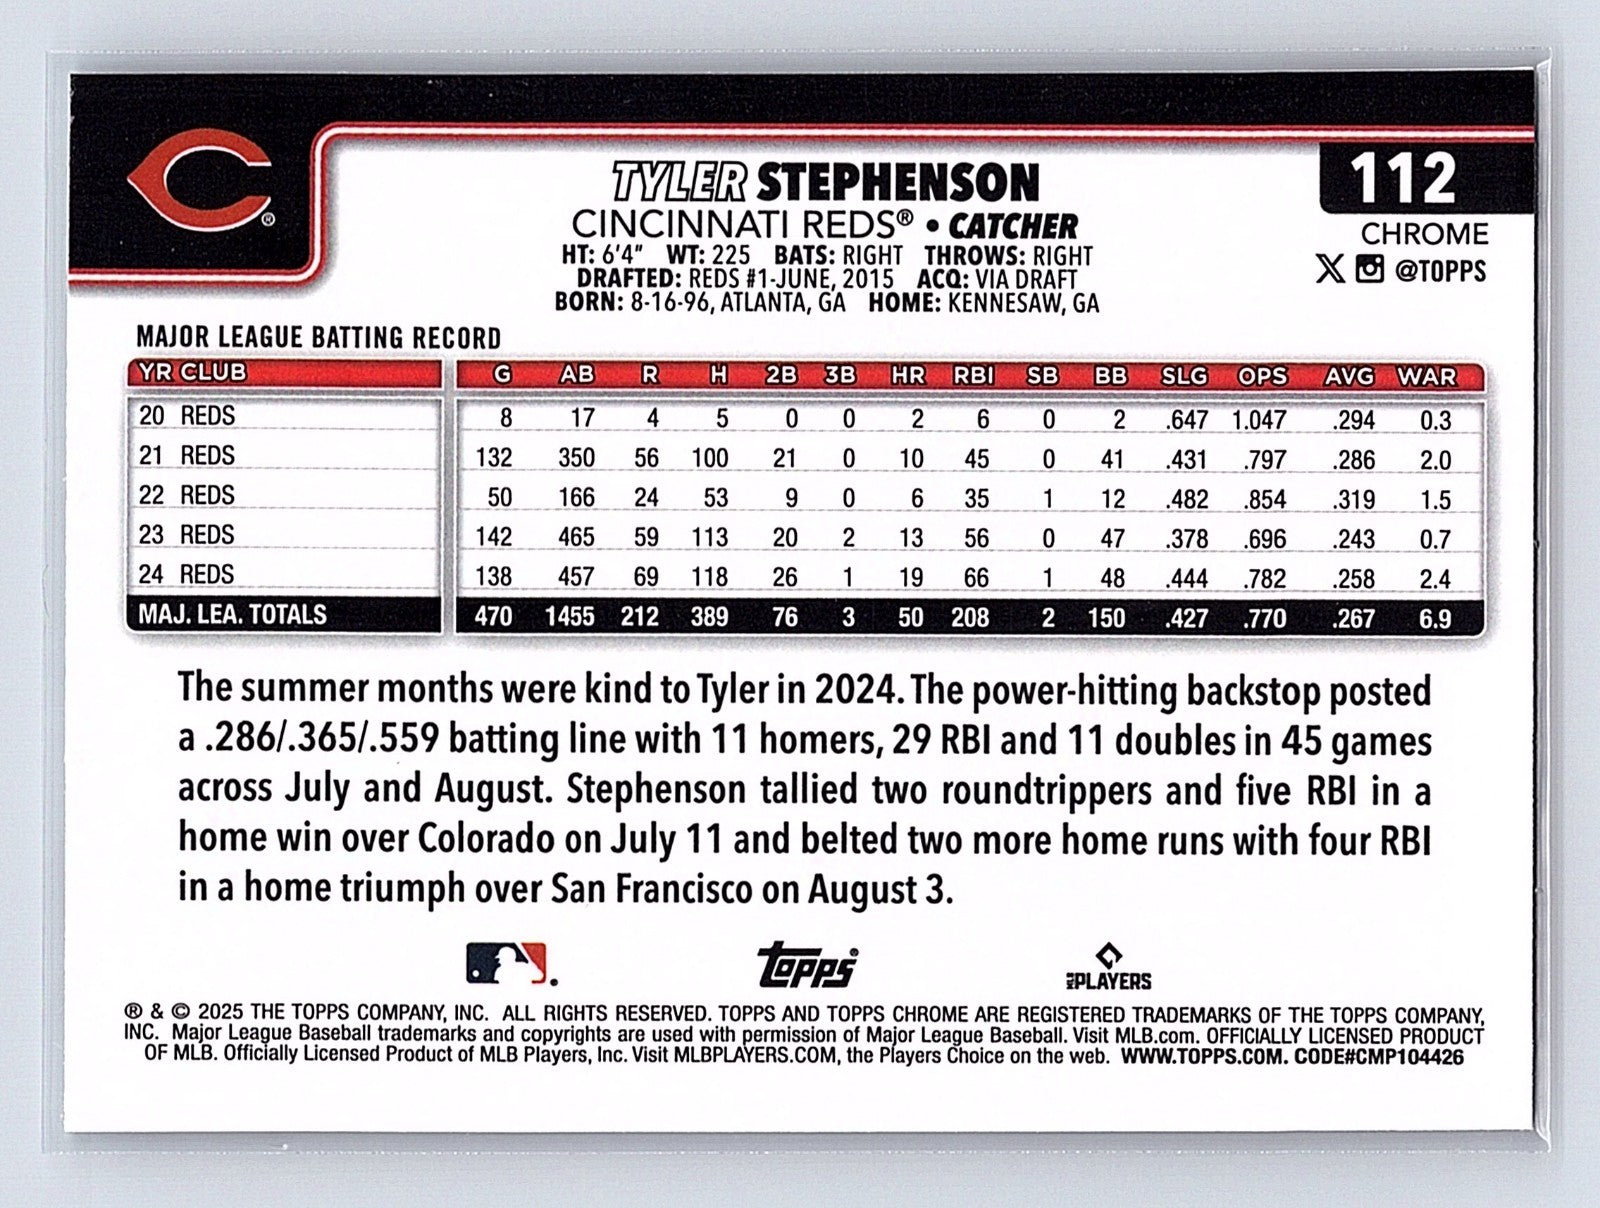 TYLER STEPHENSON
CINCINNATI REDS® • CATCHER
HT: 6'4" WT: 225 BATS: RIGHT THROWS: RIGHT
DRAFTED: REDS #1-JUNE, 2015 ACQ: VIA DRAFT
BORN: 8-16-96, ATLANTA, GA HOME: KENNESAW, GA
112
CHROME
X @TOPPS
MAJOR LEAGUE BATTING RECORD
YR CLUB G AB R H 2B 3B HR RBI SB BB SLG OPS AVG WAR
20 REDS 8 17 4 5 0 0 2 6 0 2 .647 1.047 .294 0.3
21 REDS 132 350 56 100 21 0 10 45 0 41 .431 .797 .286 2.0
22 REDS 50 166 24 53 9 0 6 35 1 12 .482 .854 .319 1.5
23 REDS 142 465 59 113 20 2 13 56 0 47 .378 .696 .243 0.7
24 REDS 138 457 69 118 26 1 19 66 1 48 .444 .782 .258 2.4
MAJ. LEA. TOTALS 470 1455 212 389 76 3 50 208 2 150 .427 .770 .267 6.9
The summer months were kind to Tyler in 2024. The power-hitting backstop posted
a .286/.365/.559 batting line with 11 homers, 29 RBI and 11 doubles in 45 games
across July and August. Stephenson tallied two roundtrippers and five RBI in a
home win over Colorado on July 11 and belted two more home runs with four RBI
in a home triumph over San Francisco on August 3.
topps®
MLB PLAYERS
® & © 2025 THE TOPPS COMPANY, INC. ALL RIGHTS RESERVED. TOPPS AND TOPPS CHROME ARE REGISTERED TRADEMARKS OF THE TOPPS COMPANY,
INC. Major League Baseball trademarks and copyrights are used with permission of Major League Baseball. Visit MLB.com. OFFICIALLY LICENSED PRODUCT
OF MLB. Officially Licensed Product of MLB Players, Inc. Visit MLBPLAYERS.COM, the Players Choice on the web. WWW.TOPPS.COM. CODE#CMP104426